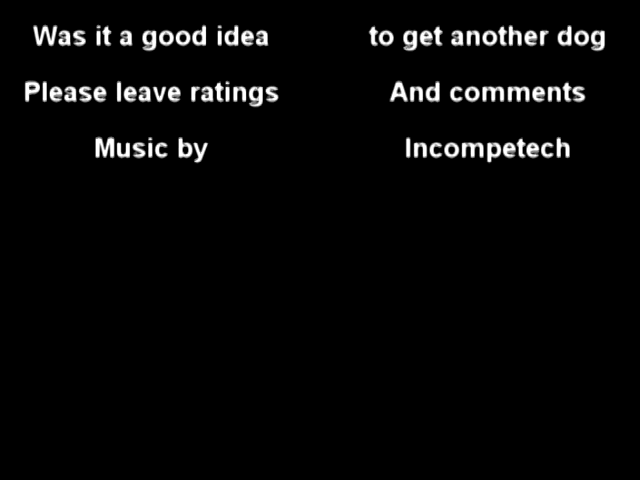 Was it a good idea to get another dog
Please leave ratings And comments
Music by Incompetech